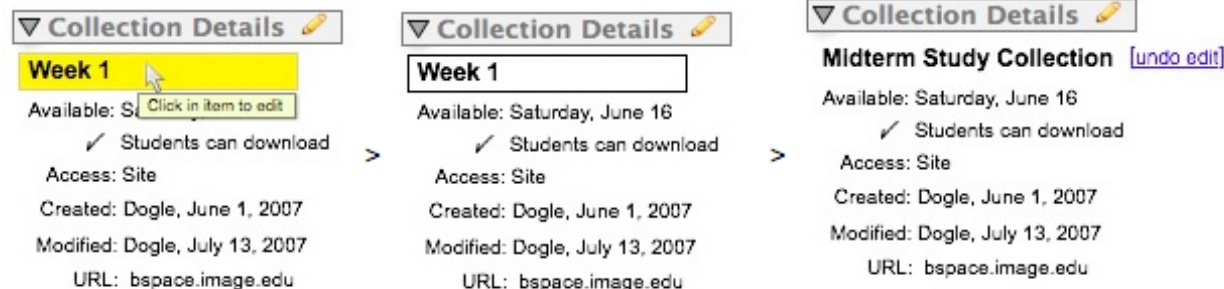 Collection Details
Week 1
Click in item to edit
Available: Sa
Students can download
Access: Site
Created: Dogle, June 1, 2007
Modified: Dogle, July 13, 2007
URL: bspace.image.edu
>
Collection Details
Week 1
Available: Saturday, June 16
Students can download
Access: Site
Created: Dogle, June 1, 2007
Modified: Dogle, July 13, 2007
URL: bspace.image.edu
>
Collection Details
Midterm Study Collection [undo edit]
Available: Saturday, June 16
Students can download
Access: Site
Created: Dogle, June 1, 2007
Modified: Dogle, July 13, 2007
URL: bspace.image.edu